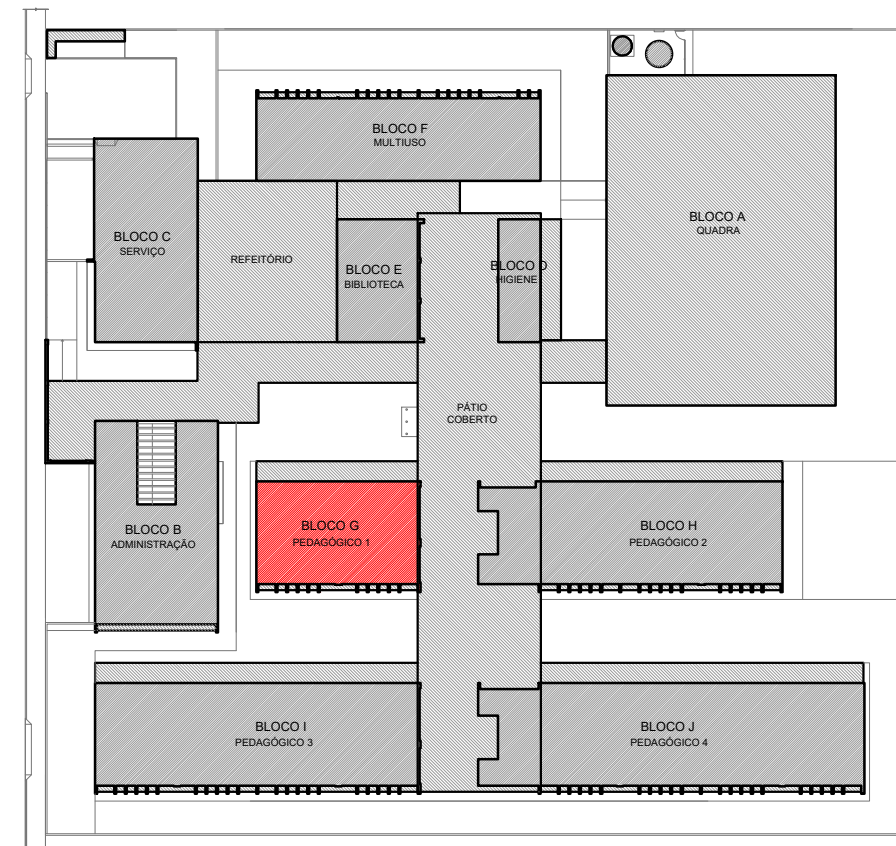 BLOCO F
MULTIUSO
BLOCO A
QUADRA
BLOCO C
SERVIÇO
REFEITÓRIO
BLOCO E
BIBLIOTECA
BLOCO D
HIGIENE
PÁTIO
COBERTO
BLOCO B
ADMINISTRAÇÃO
BLOCO G
PEDAGÓGICO 1
BLOCO H
PEDAGÓGICO 2
BLOCO I
PEDAGÓGICO 3
BLOCO J
PEDAGÓGICO 4